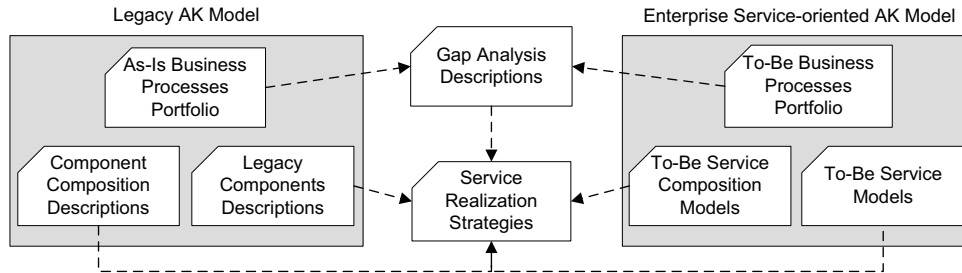 Legacy AK Model
Enterprise Service-oriented AK Model
As-Is Business
Processes
Portfolio
Gap Analysis
Descriptions
To-Be Business
Processes
Portfolio
Component
Composition
Descriptions
Legacy
Components
Descriptions
Service
Realization
Strategies
To-Be Service
Composition
Models
To-Be Service
Models